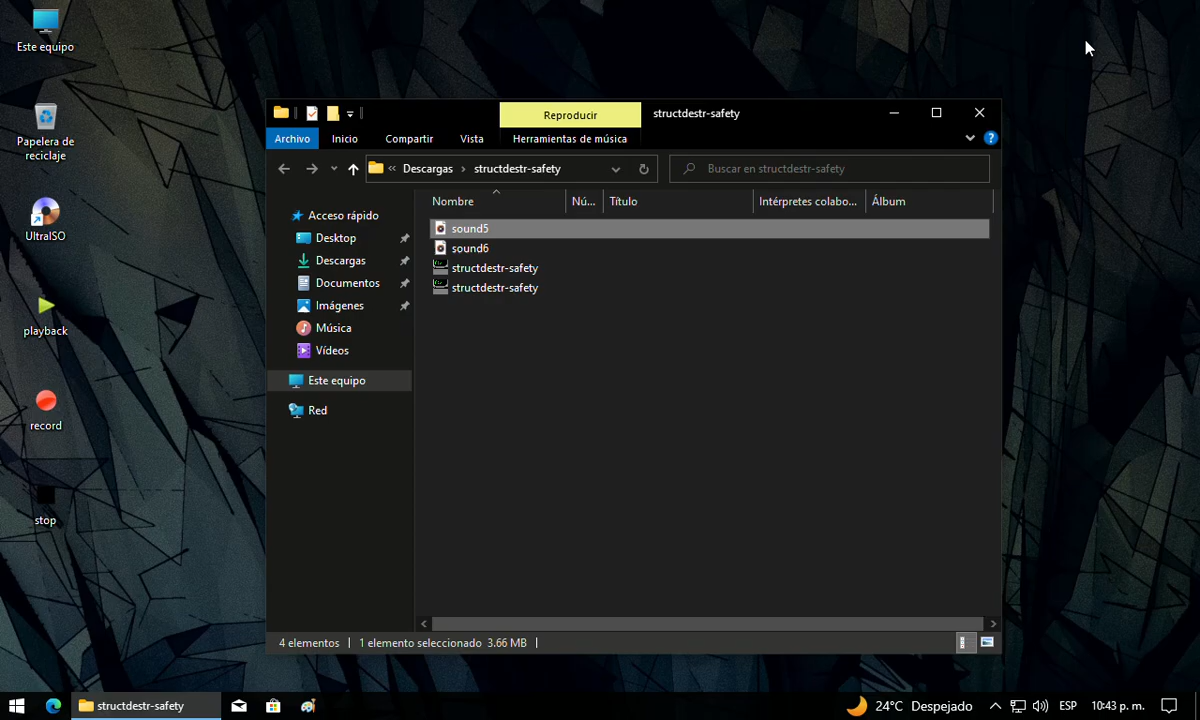 Este equipo
Papelera de
reciclaje
UltraISO
playback
record
stop
Reproducir
structdestr-safety
Archivo
Inicio
Compartir
Vista
Herramientas de música
?
« Descargas › structdestr-safety
Buscar en structdestr-safety
Nombre
Nú...
Título
Intérpretes colabo...
Álbum
Acceso rápido
Desktop
Descargas
Documentos
Imágenes
Música
Vídeos
Este equipo
Red
sound5
sound6
structdestr-safety
structdestr-safety
4 elementos
1 elemento seleccionado 3.66 MB
structdestr-safety
24°C Despejado
ESP
10:43 p. m.